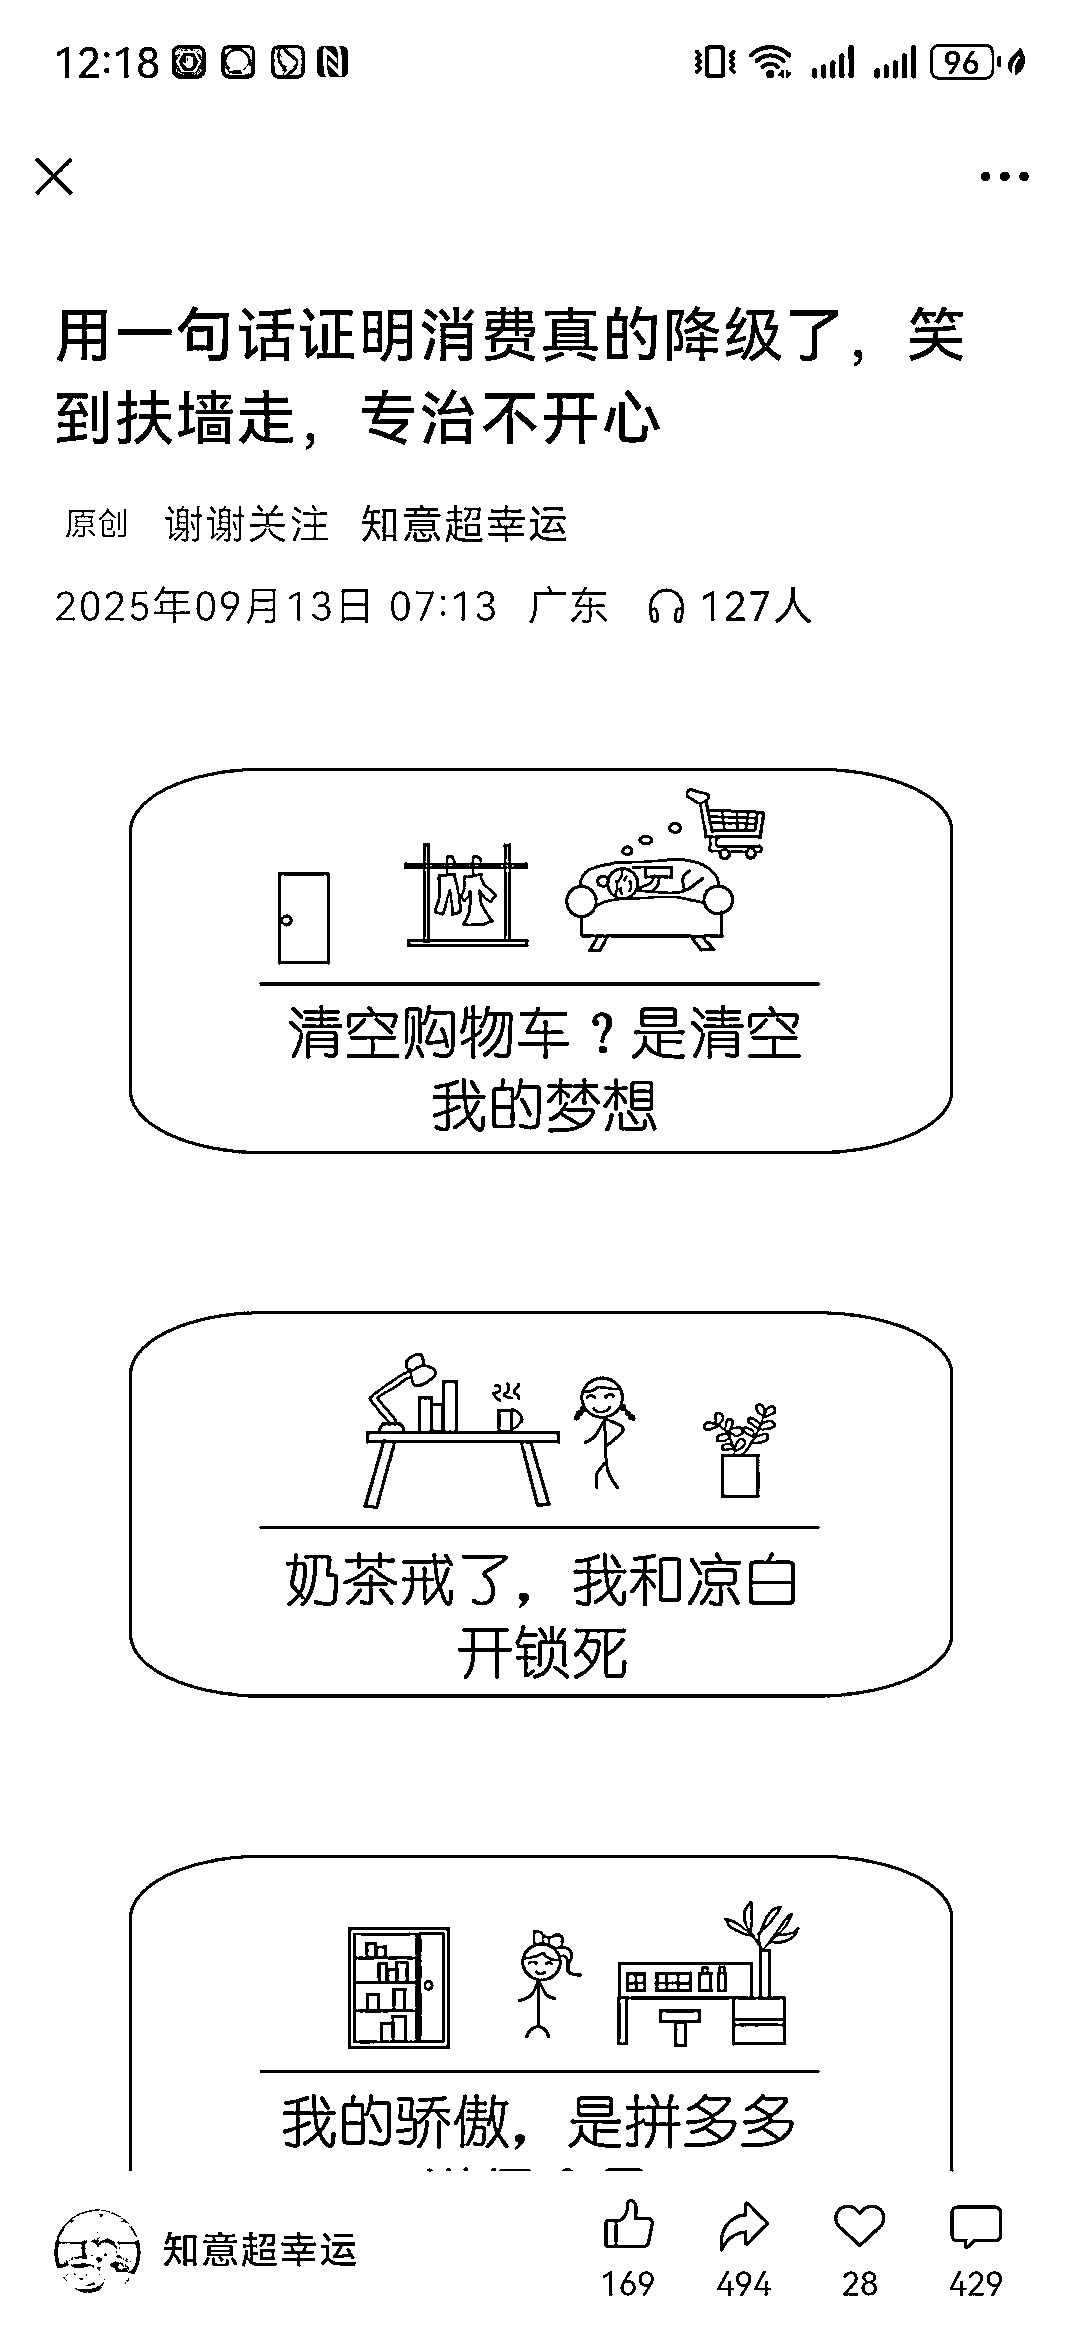 12:18
96
用一句话证明消费真的降级了，笑
到扶墙走，专治不开心
原创 谢谢关注 知意超幸运
2025年09月13日 07:13 广东 127人
清空购物车？是清空
我的梦想
奶茶戒了，我和凉白
开锁死
我的骄傲，是拼多多
知意超幸运
169 494 28 429